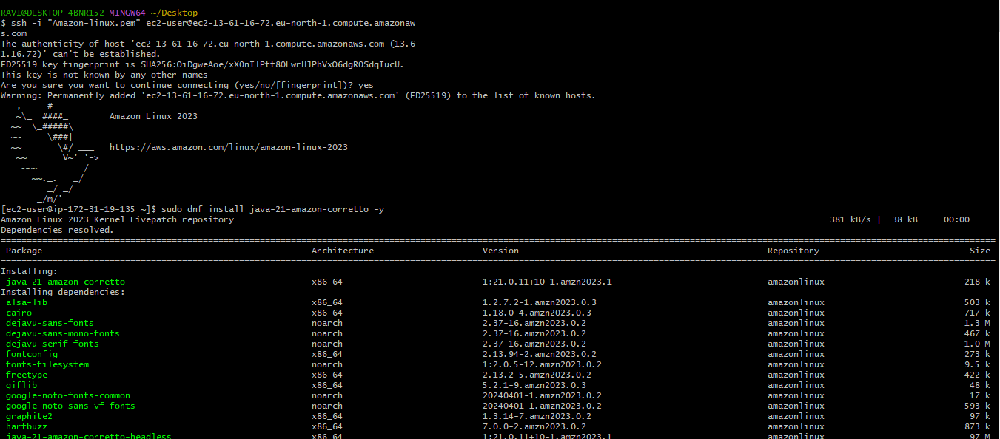 RAVI@DESKTOP-4BNR152 MINGW64 ~/Desktop
$ ssh -i "Amazon-linux.pem" ec2-user@ec2-13-61-16-72.eu-north-1.compute.amazonaw
s.com
The authenticity of host 'ec2-13-61-16-72.eu-north-1.compute.amazonaws.com (13.6
1.16.72)' can't be established.
ED25519 key fingerprint is SHA256:OiDgweAoe/xXOnIlPtt8OLwrHJPhVxO6dgROSdqIucU.
This key is not known by any other names
Are you sure you want to continue connecting (yes/no/[fingerprint])? yes
Warning: Permanently added 'ec2-13-61-16-72.eu-north-1.compute.amazonaws.com' (ED25519) to the list of known hosts.
   ,     #_
   ~\_  ####_        Amazon Linux 2023
  ~~  \_#####\
  ~~     \###|
  ~~       \#/ ___   https://aws.amazon.com/linux/amazon-linux-2023
   ~~       V~' '->
    ~~~         /
      ~~._.   _/
         _/ _/
       _/m/'
[ec2-user@ip-172-31-19-135 ~]$ sudo dnf install java-21-amazon-corretto -y
Amazon Linux 2023 Kernel Livepatch repository 381 kB/s | 38 kB 00:00
Dependencies resolved.
================================================================================
Package Architecture Version Repository Size
================================================================================
Installing:
java-21-amazon-corretto x86_64 1:21.0.11+10-1.amzn2023.1 amazonlinux 218 k
Installing dependencies:
alsa-lib x86_64 1.2.7.2-1.amzn2023.0.3 amazonlinux 503 k
cairo x86_64 1.18.0-4.amzn2023.0.3 amazonlinux 717 k
dejavu-sans-fonts noarch 2.37-16.amzn2023.0.2 amazonlinux 1.3 M
dejavu-sans-mono-fonts noarch 2.37-16.amzn2023.0.2 amazonlinux 467 k
dejavu-serif-fonts noarch 2.37-16.amzn2023.0.2 amazonlinux 1.0 M
fontconfig x86_64 2.13.94-2.amzn2023.0.2 amazonlinux 273 k
fonts-filesystem noarch 1:2.0.5-12.amzn2023.0.2 amazonlinux 9.5 k
freetype x86_64 2.13.2-5.amzn2023.0.2 amazonlinux 422 k
giflib x86_64 5.2.1-9.amzn2023.0.3 amazonlinux 48 k
google-noto-fonts-common noarch 20240401-1.amzn2023.0.2 amazonlinux 17 k
google-noto-sans-vf-fonts noarch 20240401-1.amzn2023.0.2 amazonlinux 593 k
graphite2 x86_64 1.3.14-7.amzn2023.0.2 amazonlinux 97 k
harfbuzz x86_64 7.0.0-2.amzn2023.0.2 amazonlinux 873 k
java-21-amazon-corretto-headless x86_64 1:21.0.11+10-1.amzn2023.1 amazonlinux 97 M